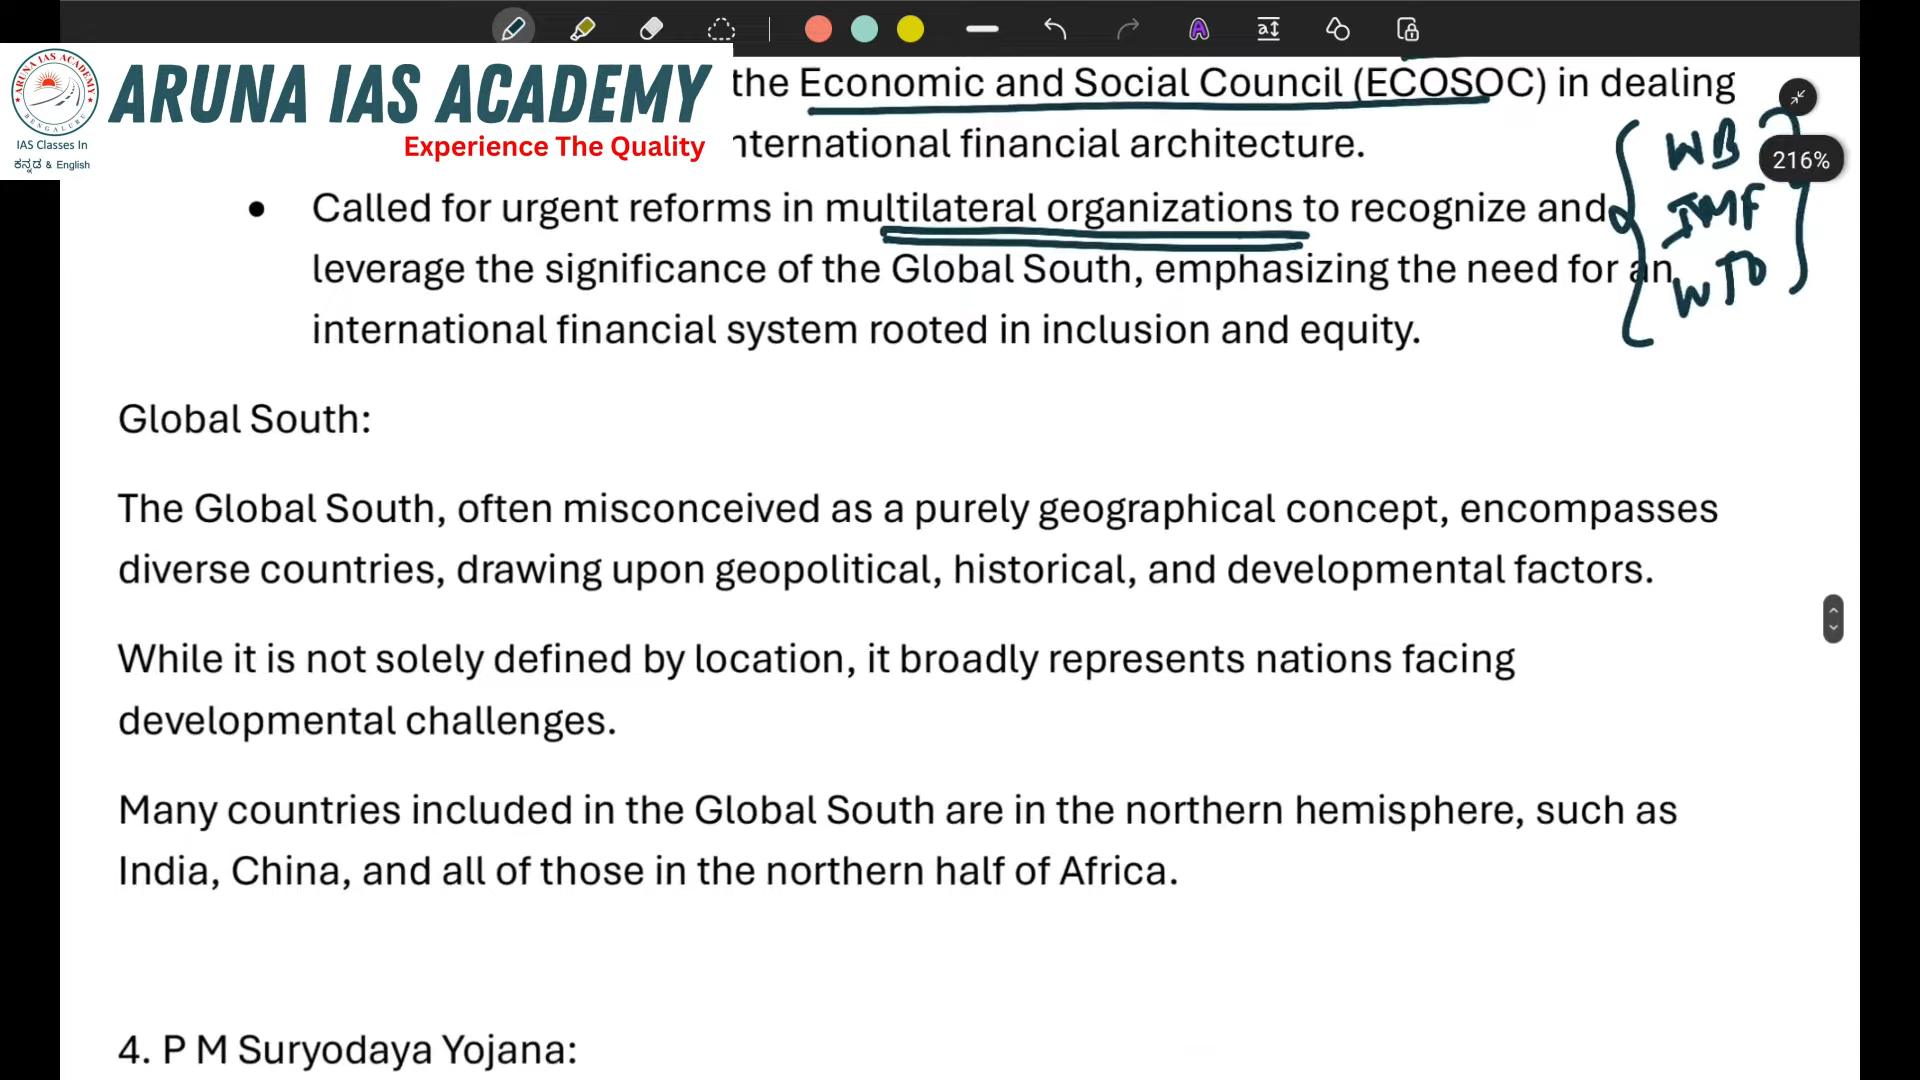 ARUNA IAS ACADEMY
Experience The Quality
ARUNA IAS ACADEMY
BENGALURU
IAS Classes In
ಕನ್ನಡ & English
the Economic and Social Council (ECOSOC) in dealing
nternational financial architecture.
WB
IMF
WTO
216%
• Called for urgent reforms in multilateral organizations to recognize and
leverage the significance of the Global South, emphasizing the need for an
international financial system rooted in inclusion and equity.
Global South:
The Global South, often misconceived as a purely geographical concept, encompasses
diverse countries, drawing upon geopolitical, historical, and developmental factors.
While it is not solely defined by location, it broadly represents nations facing
developmental challenges.
Many countries included in the Global South are in the northern hemisphere, such as
India, China, and all of those in the northern half of Africa.
4. P M Suryodaya Yojana: